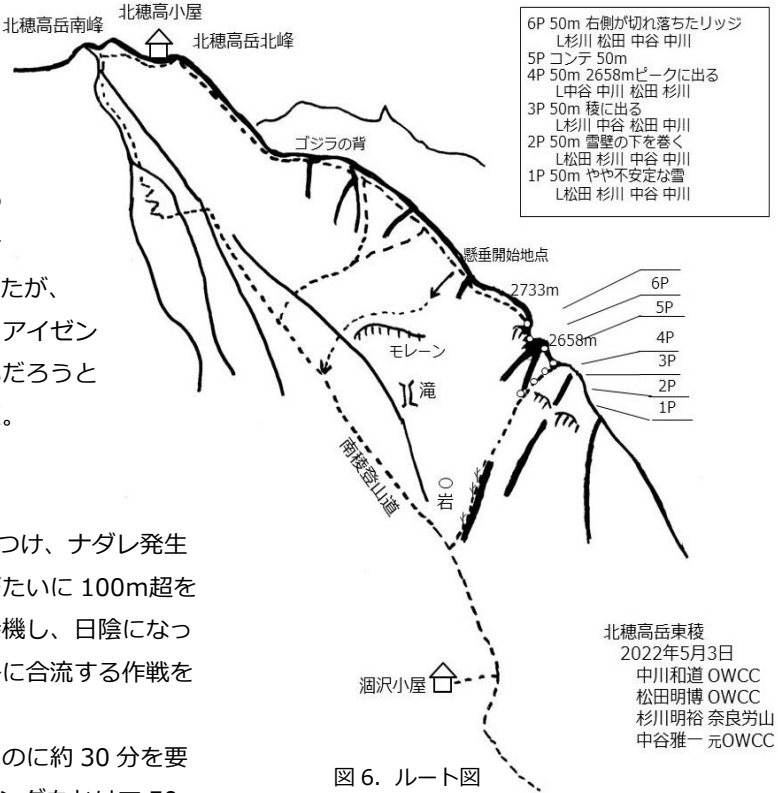 北穂高小屋
北穂高岳南峰
北穂高岳北峰
6P 50m 右側が切れ落ちたリッジ
L杉川 松田 中谷 中川
5P コンテ 50m
4P 50m 2658mピークに出る
L中谷 中川 松田 杉川
3P 50m 稜に出る
L杉川 中谷 松田 中川
2P 50m 雪壁の下を巻く
L松田 杉川 中谷 中川
1P 50m やや不安定な雪
L松田 杉川 中谷 中川
ゴジラの背
懸垂開始地点
2733m
2658m
6P
5P
4P
3P
2P
1P
モレーン
滝
南稜登山道
岩
涸沢小屋
たが、
アイゼン
だろうと
。
つけ、ナダレ発生
たいに 100m超を
機し、日陰になっ
に合流する作戦を
のに約 30 分を要
北穂高岳東稜
2022年5月3日
中川和道 OWCC
松田明博 OWCC
杉川明裕 奈良労山
中谷雅一 元OWCC
図 6. ルート図